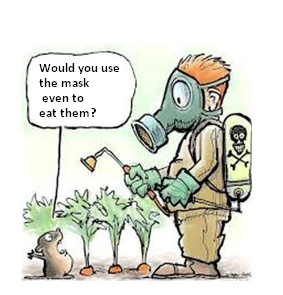 Would you use
the mask
even to
eat them?